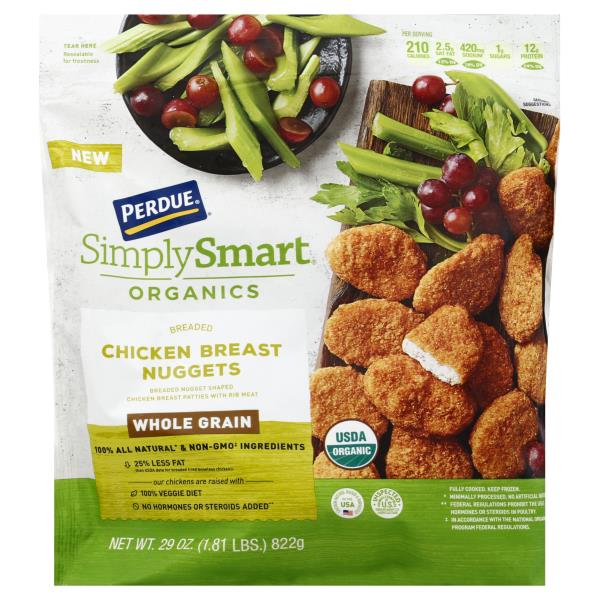 TEAR HERE
Resealable
for freshness
PER SERVING
210 CALORIES
2.5g SAT FAT
420mg SODIUM
1g SUGARS
12g PROTEIN
NEW
PERDUE®
SimplySmart®
ORGANICS
BREADED
CHICKEN BREAST
NUGGETS
BREADED NUGGET SHAPED
CHICKEN BREAST PATTIES WITH RIB MEAT
WHOLE GRAIN
100% ALL NATURAL* & NON-GMO‡ INGREDIENTS
25% LESS FAT
our chickens are raised with
100% VEGGIE DIET
NO HORMONES OR STEROIDS ADDED**
USDA
ORGANIC
USA
INSPECTED
FULLY COOKED. KEEP FROZEN.
* MINIMALLY PROCESSED, NO ARTIFICIAL
** FEDERAL REGULATIONS PROHIBIT THE USE
HORMONES OR STEROIDS IN POULTRY.
‡ IN ACCORDANCE WITH THE NATIONAL
PROGRAM FEDERAL REGULATIONS.
NET WT. 29 OZ. (1.81 LBS.) 822g